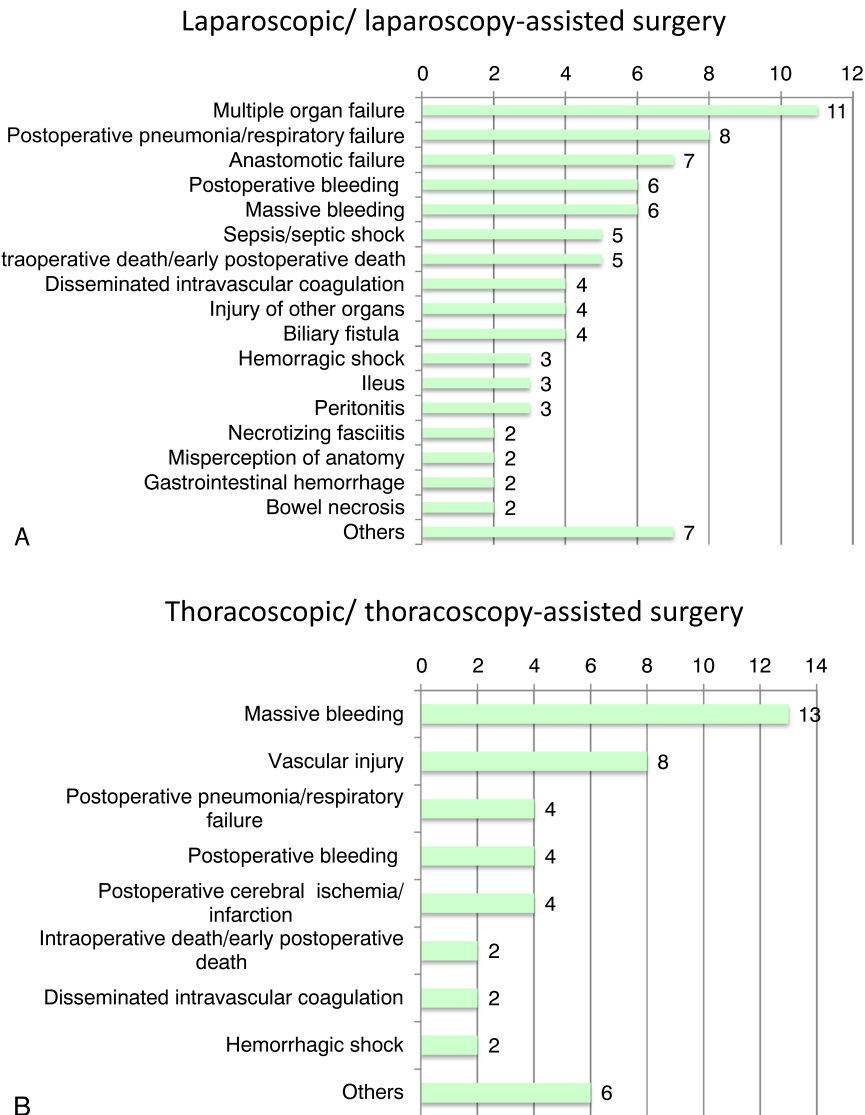 Laparoscopic/ laparoscopy-assisted surgery
0 2 4 6 8 10 12
Multiple organ failure 11
Postoperative pneumonia/respiratory failure 8
Anastomotic failure 7
Postoperative bleeding 6
Massive bleeding 6
Sepsis/septic shock 5
traoperative death/early postoperative death 5
Disseminated intravascular coagulation 4
Injury of other organs 4
Biliary fistula 4
Hemorragic shock 3
Ileus 3
Peritonitis 3
Necrotizing fasciitis 2
Misperception of anatomy 2
Gastrointestinal hemorrhage 2
Bowel necrosis 2
Others 7
A
Thoracoscopic/ thoracoscopy-assisted surgery
0 2 4 6 8 10 12 14
Massive bleeding 13
Vascular injury 8
Postoperative pneumonia/respiratory
failure 4
Postoperative bleeding 4
Postoperative cerebral ischemia/
infarction 4
Intraoperative death/early postoperative
death 2
Disseminated intravascular coagulation 2
Hemorrhagic shock 2
Others 6
B